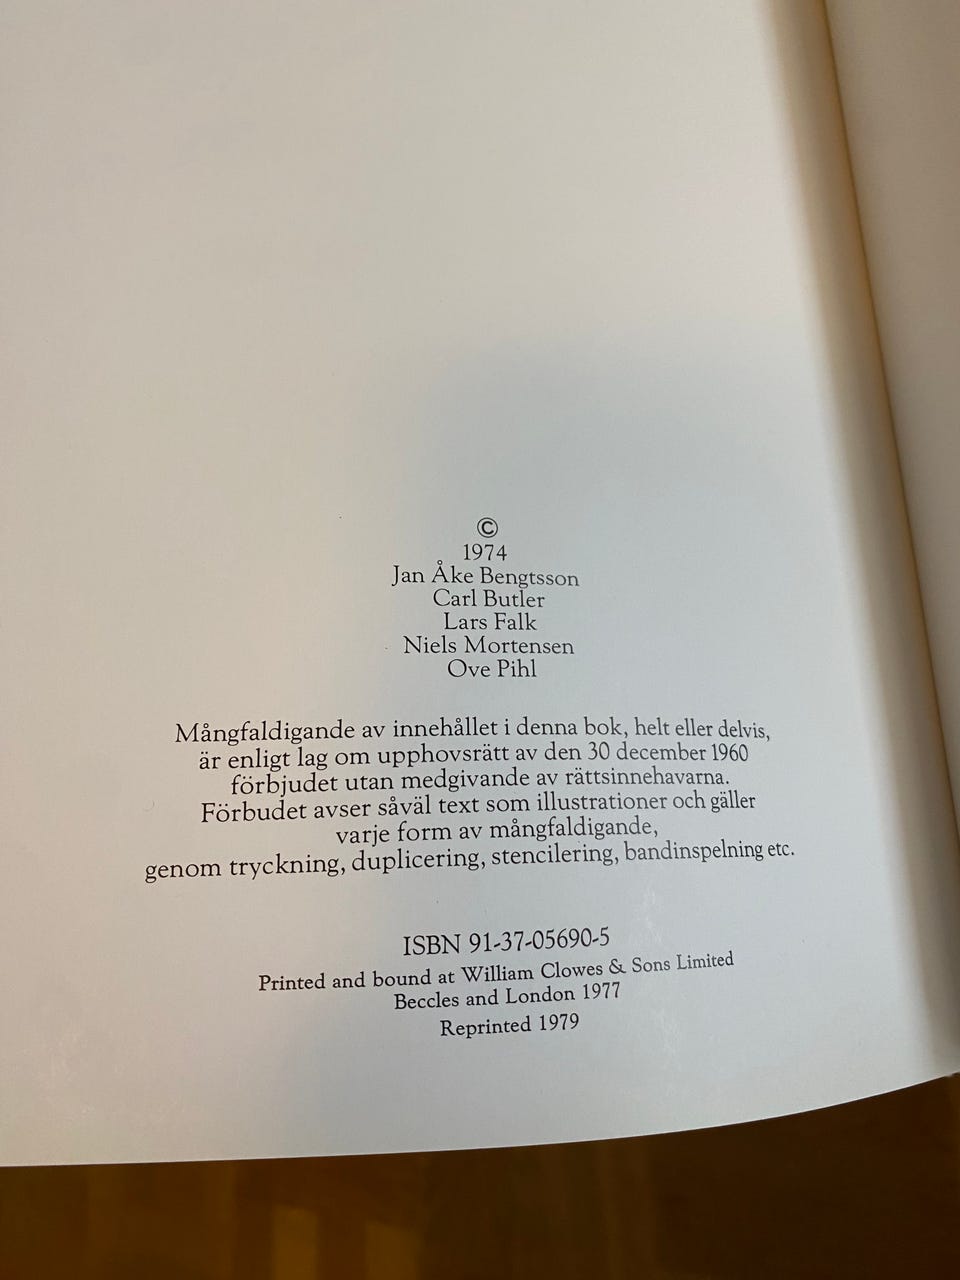 ©
1974
Jan Åke Bengtsson
Carl Butler
Lars Falk
Niels Mortensen
Ove Pihl
Mångfaldigande av innehållet i denna bok, helt eller delvis,
är enligt lag om upphovsrätt av den 30 december 1960
förbjudet utan medgivande av rättsinnehavarna.
Förbudet avser såväl text som illustrationer och gäller
varje form av mångfaldigande,
genom tryckning, duplicering, stencilering, bandinspelning etc.
ISBN 91-37-05690-5
Printed and bound at William Clowes & Sons Limited
Beccles and London 1977
Reprinted 1979